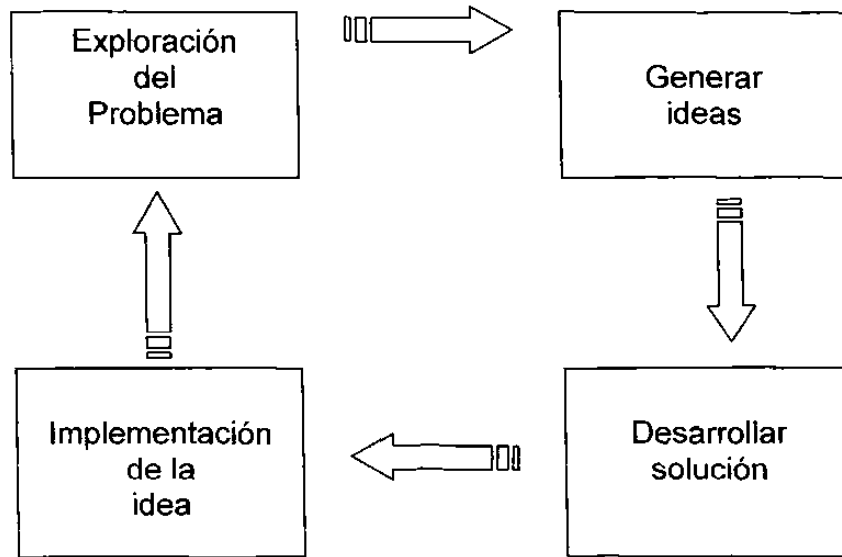 Exploración
del
Problema
Generar
ideas
Desarrollar
solución
Implementación
de la
idea